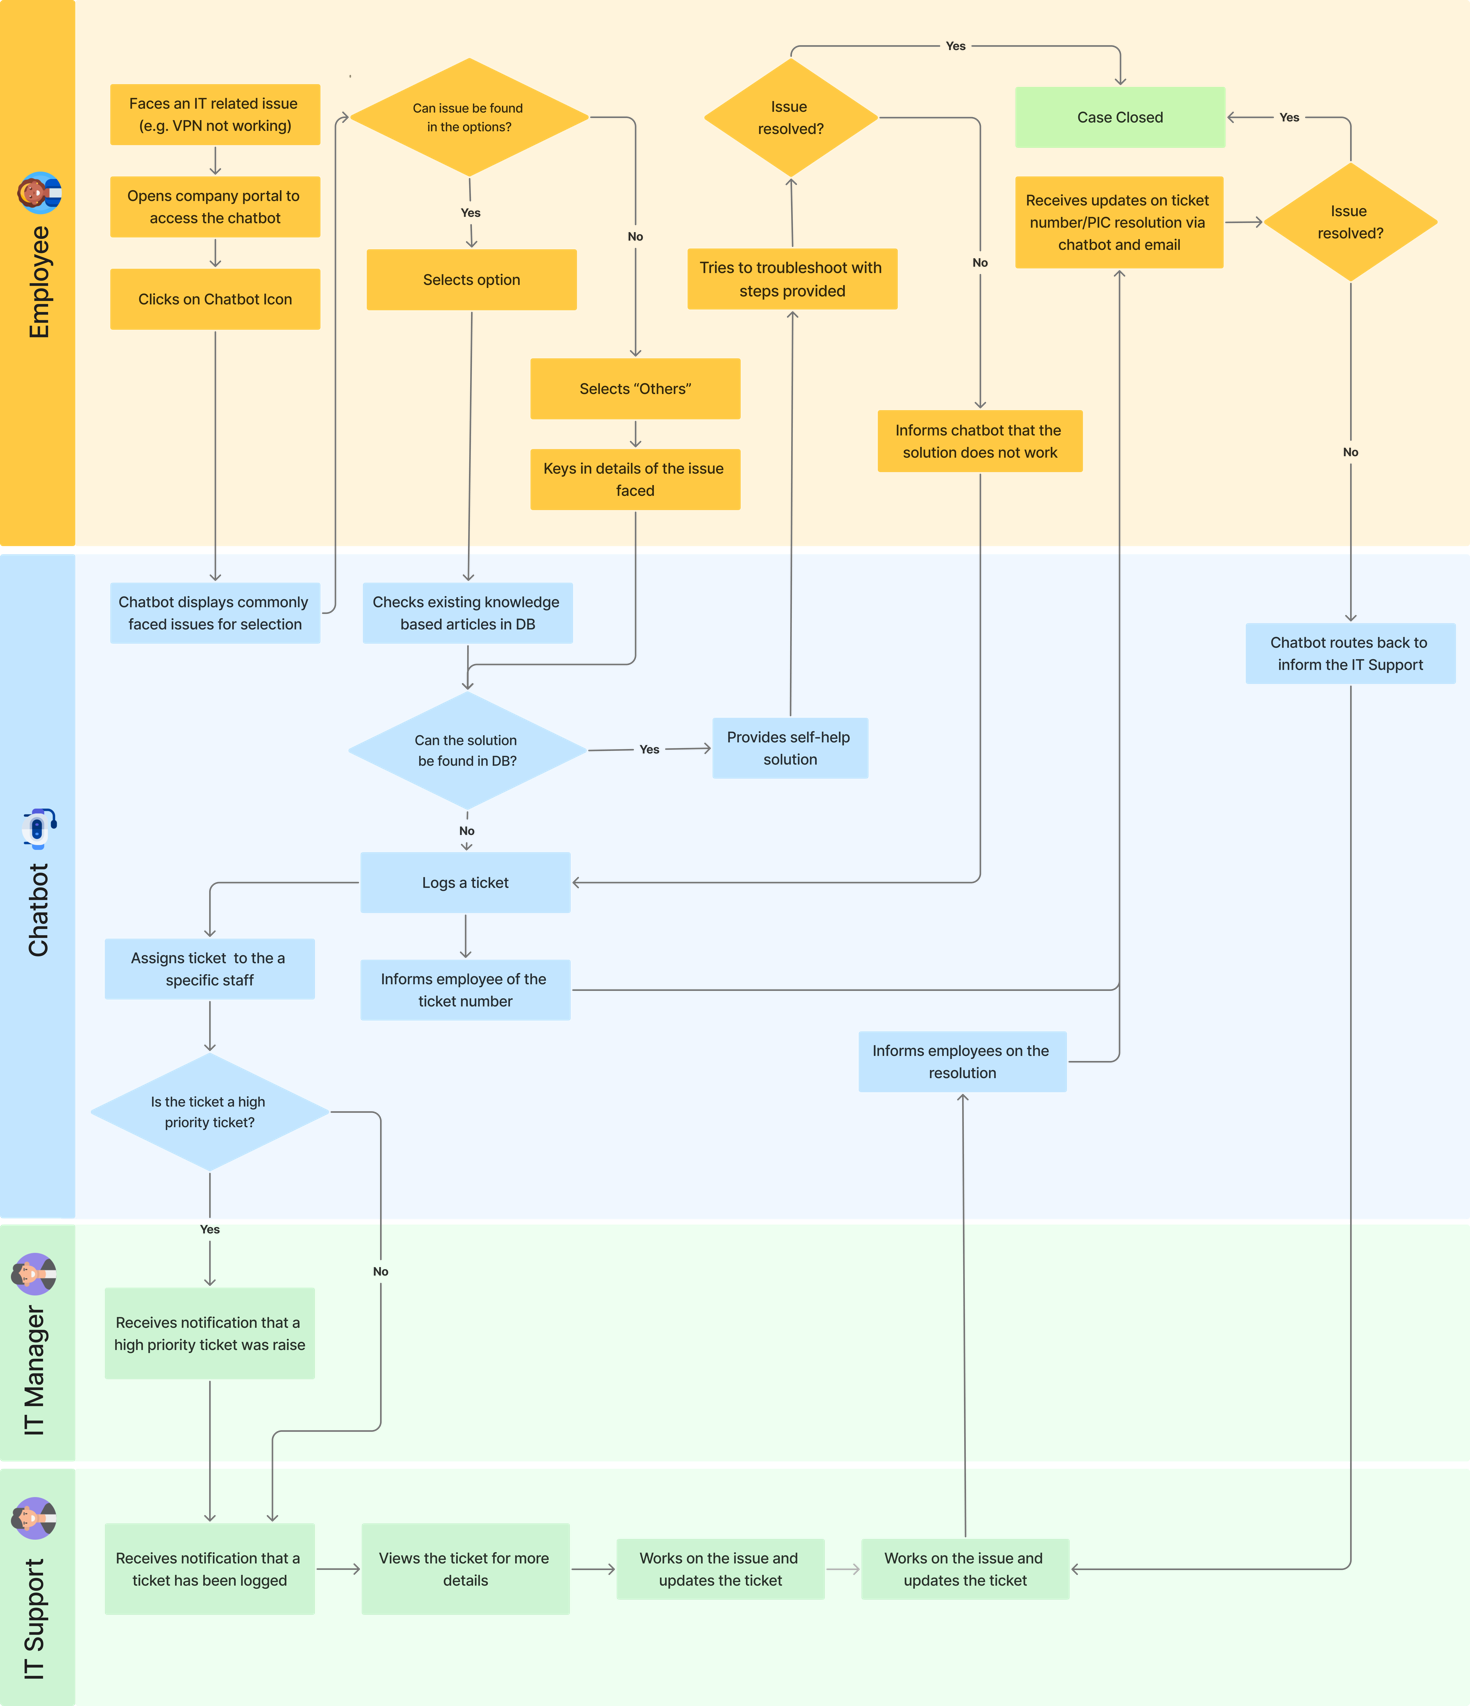 Employee
Faces an IT related issue
(e.g. VPN not working)
Opens company portal to
access the chatbot
Clicks on Chatbot Icon
Can issue be found
in the options?
Yes
No
Selects option
Selects “Others”
Keys in details of the issue
faced
Issue
resolved?
Yes
No
Tries to troubleshoot with
steps provided
Informs chatbot that the
solution does not work
Case Closed
Yes
Receives updates on ticket
number/PIC resolution via
chatbot and email
Issue
resolved?
No
Chatbot
Chatbot displays commonly
faced issues for selection
Checks existing knowledge
based articles in DB
Chatbot routes back to
inform the IT Support
Can the solution
be found in DB?
Yes
Provides self-help
solution
No
Logs a ticket
Assigns ticket  to the a
specific staff
Informs employee of the
ticket number
Informs employees on the
resolution
Is the ticket a high
priority ticket?
Yes
No
IT Manager
Receives notification that a
high priority ticket was raise
IT Support
Receives notification that a
ticket has been logged
Views the ticket for more
details
Works on the issue and
updates the ticket
Works on the issue and
updates the ticket